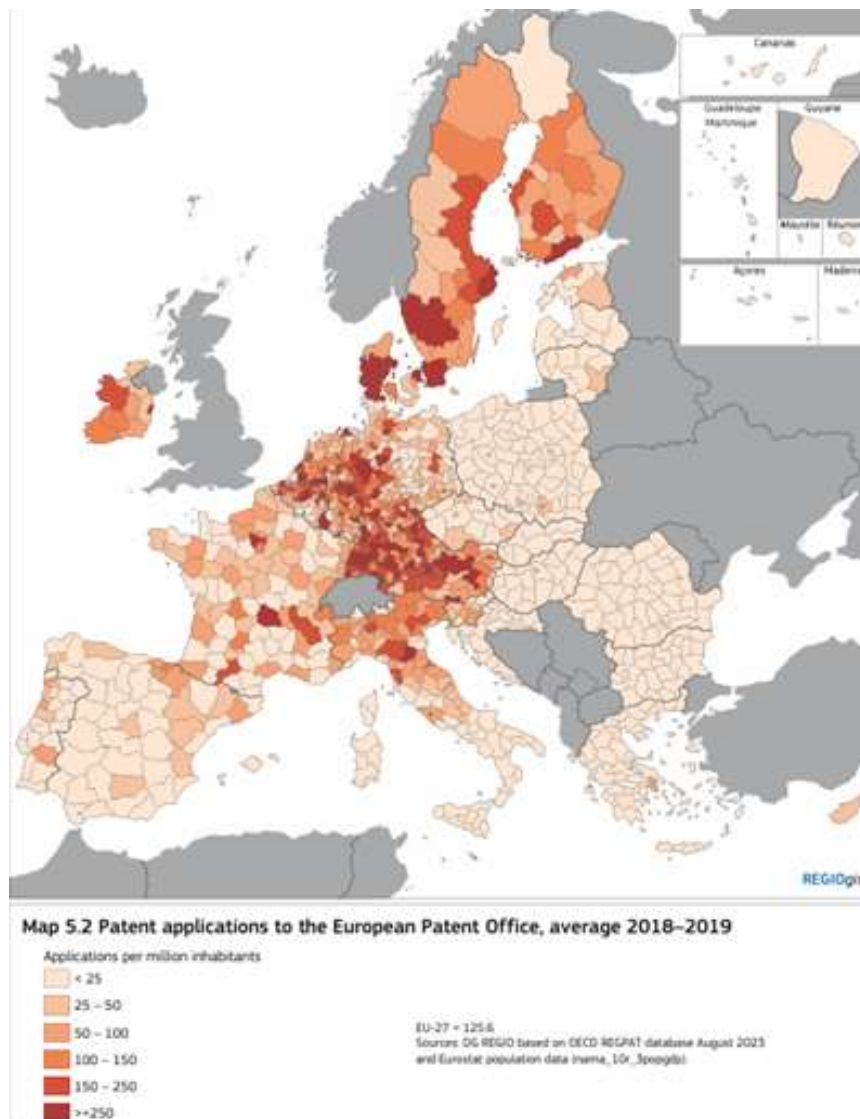 Canarias
Guadeloupe
Martinique
Guyane
Mayotte
Réunion
Açores
Madeira
REGIOgis
Map 5.2 Patent applications to the European Patent Office, average 2018–2019
Applications per million inhabitants
< 25
25 – 50
50 – 100
100 – 150
150 – 250
>=250
EU-27 = 125.6
Sources: DG REGIO based on OECD REGPAT database August 2023
and Eurostat population data (nama_10r_3popgdp).